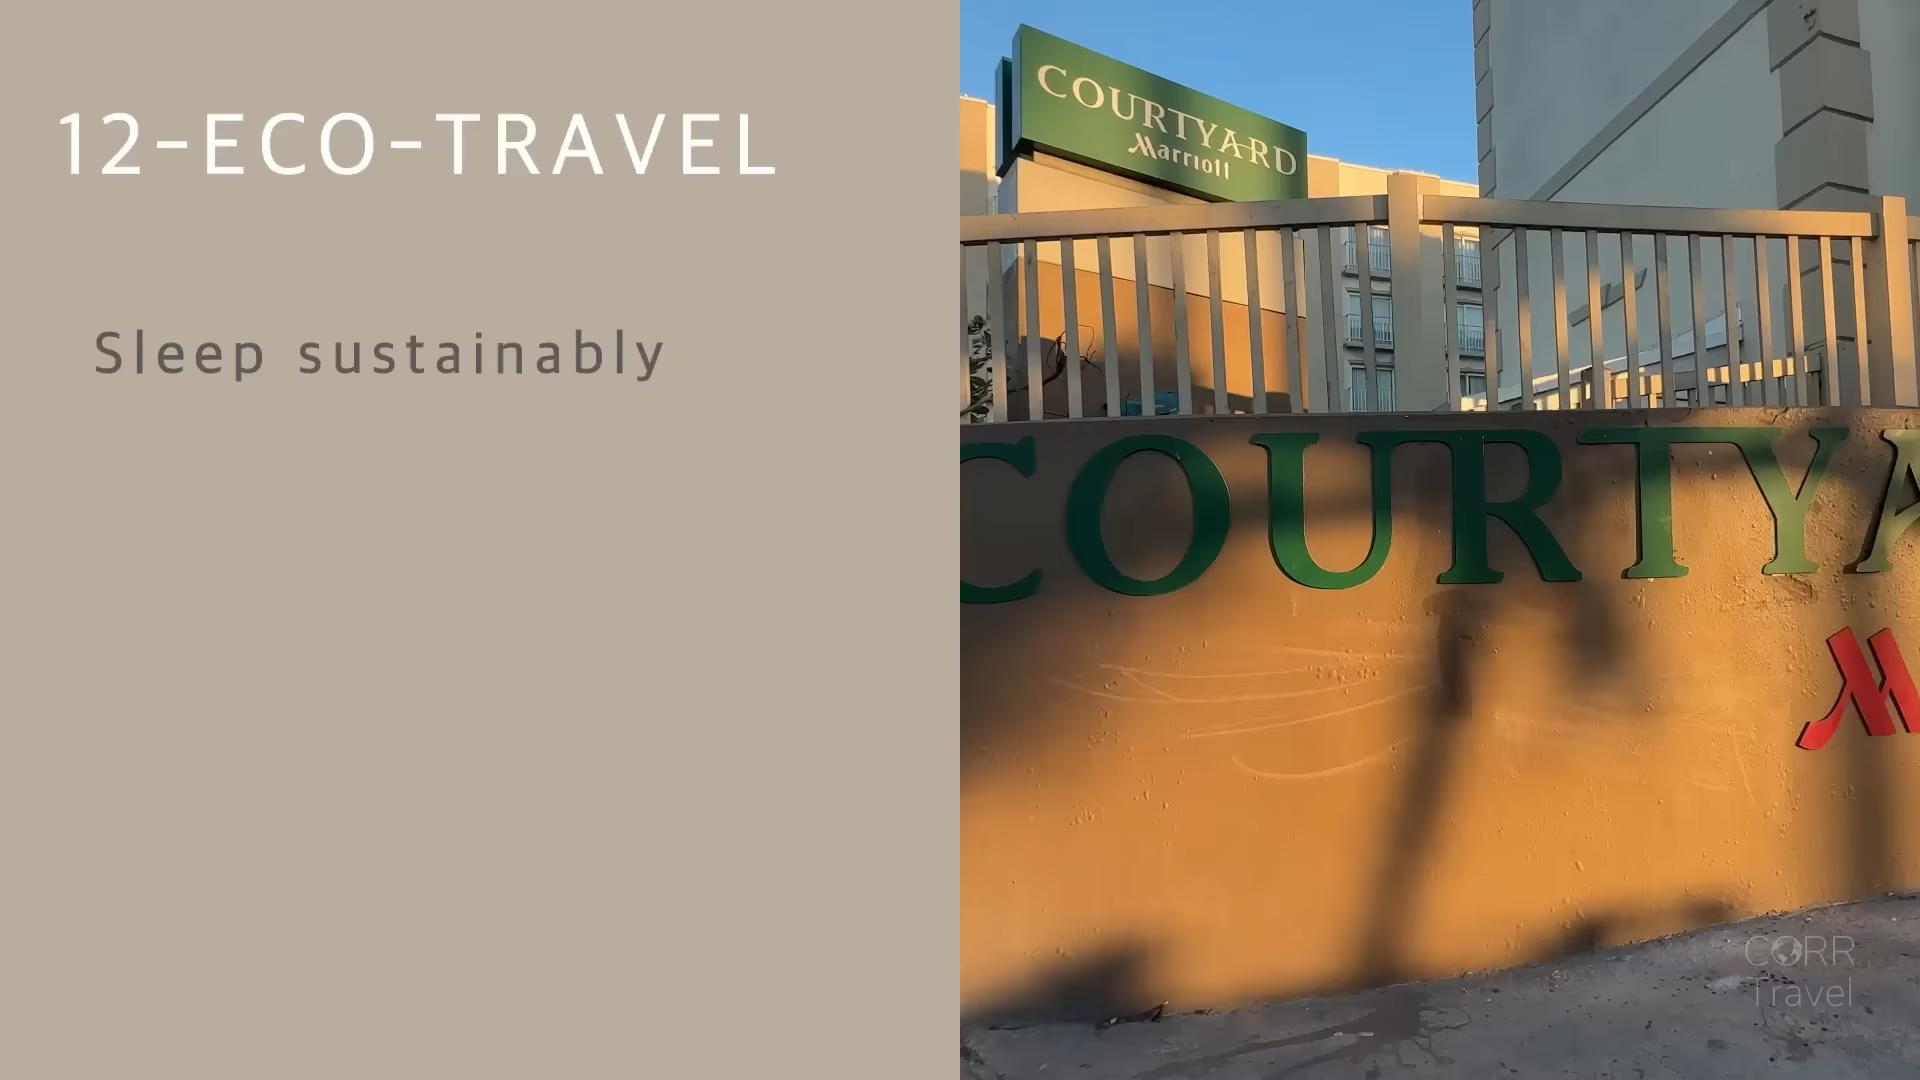 12-ECO-TRAVEL
Sleep sustainably
COURTYARD
Marriott
COURTYA
M
CORR
Travel